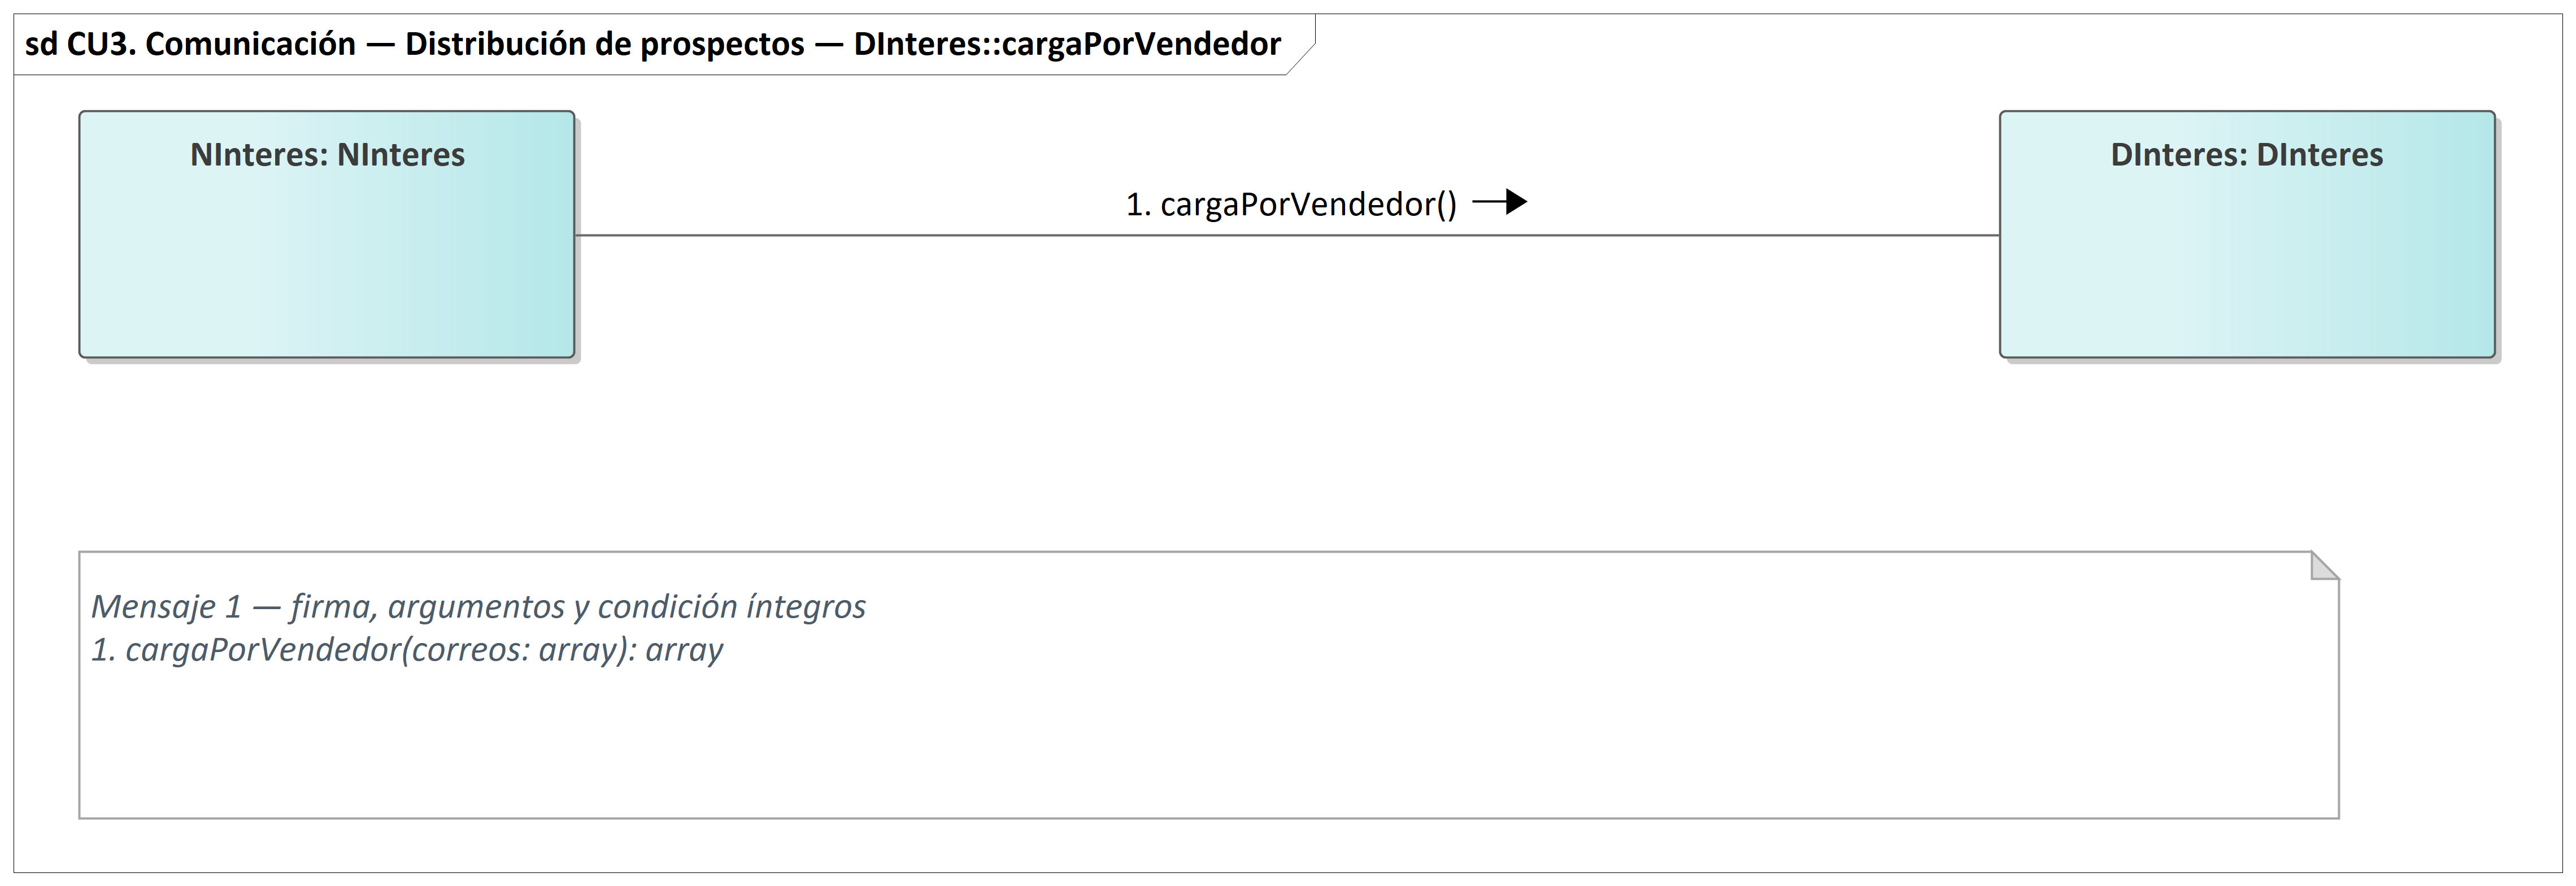 sd CU3. Comunicación — Distribución de prospectos — DInteres::cargaPorVendedor
NInteres: NInteres
DInteres: DInteres
1. cargaPorVendedor()
Mensaje 1 — firma, argumentos y condición íntegros
1. cargaPorVendedor(correos: array): array